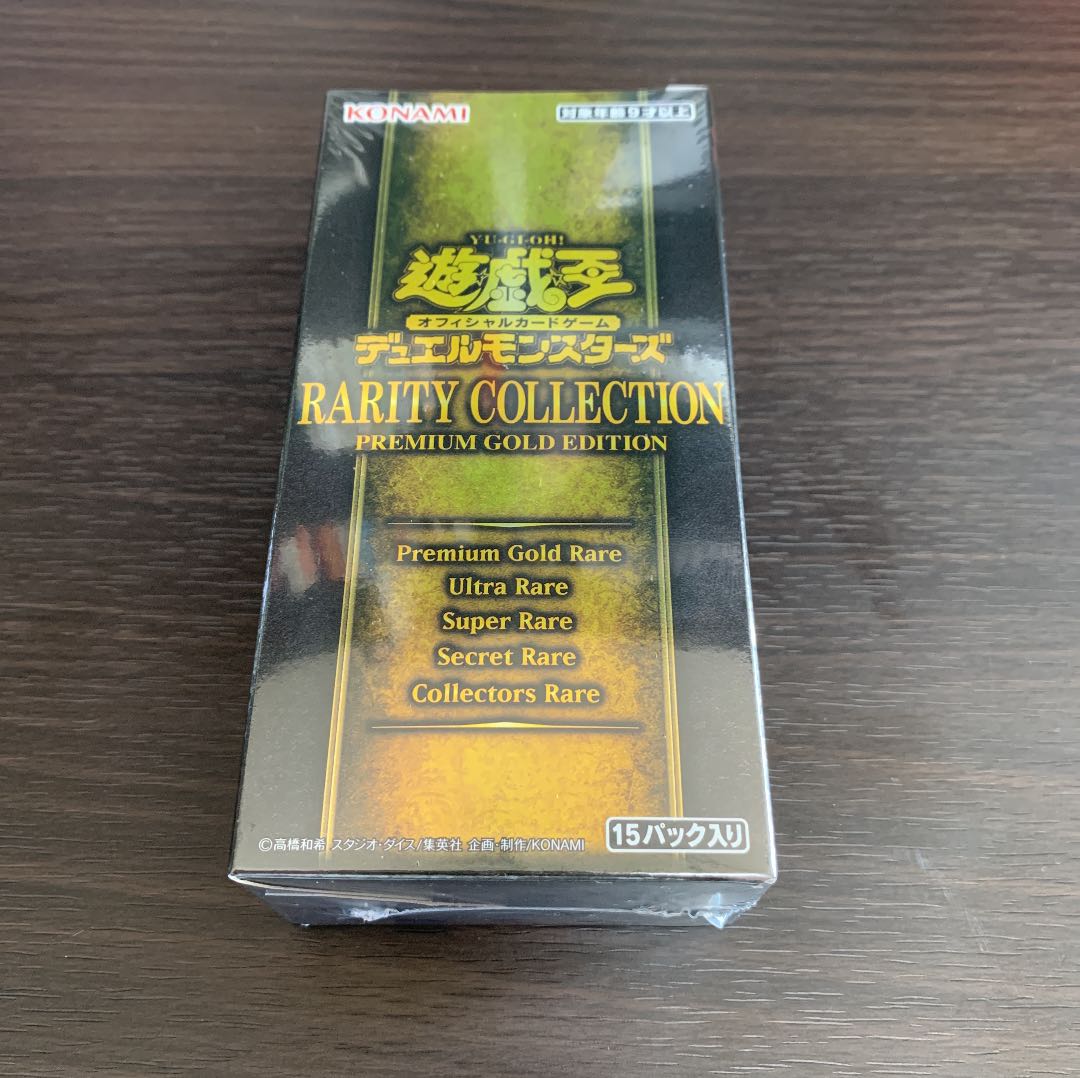 KONAMI
対象年齢9才以上
YU-GI-OH!
遊戯王
オフィシャルカードゲーム
デュエルモンスターズ
RARITY COLLECTION
PREMIUM GOLD EDITION
Premium Gold Rare
Ultra Rare
Super Rare
Secret Rare
Collectors Rare
15パック入り
©高橋和希 スタジオ・ダイス/集英社 企画・制作/KONAMI